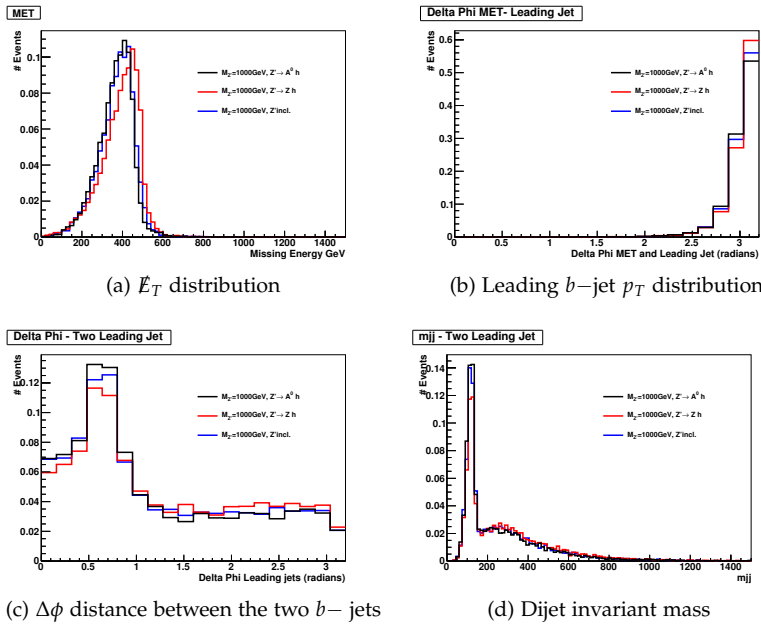 MET
# Events
0.1
0.08
0.06
0.04
0.02
0
M_Z'=1000GeV, Z'→ A⁰ h
M_Z'=1000GeV, Z'→ Z h
M_Z'=1000GeV, Z'incl.
0 200 400 600 800 1000 1200 1400
Missing Energy GeV
(a) E̸_T distribution
Delta Phi MET- Leading Jet
# Events
0.6
0.5
0.4
0.3
0.2
0.1
0
M_Z'=1000GeV, Z'→ A⁰ h
M_Z'=1000GeV, Z'→ Z h
M_Z'=1000GeV, Z'incl.
0 0.5 1 1.5 2 2.5 3
Delta Phi MET and Leading Jet (radians)
(b) Leading b−jet p_T distribution
Delta Phi - Two Leading Jet
# Events
0.12
0.1
0.08
0.06
0.04
0.02
0
M_Z'=1000GeV, Z'→ A⁰ h
M_Z'=1000GeV, Z'→ Z h
M_Z'=1000GeV, Z'incl.
0 0.5 1 1.5 2 2.5 3
Delta Phi Leading jets (radians)
(c) Δϕ distance between the two b− jets
mjj - Two Leading Jet
# Events
0.14
0.12
0.1
0.08
0.06
0.04
0.02
0
M_Z'=1000GeV, Z'→ A⁰ h
M_Z'=1000GeV, Z'→ Z h
M_Z'=1000GeV, Z'incl.
0 200 400 600 800 1000 1200 1400
mjj
(d) Dijet invariant mass